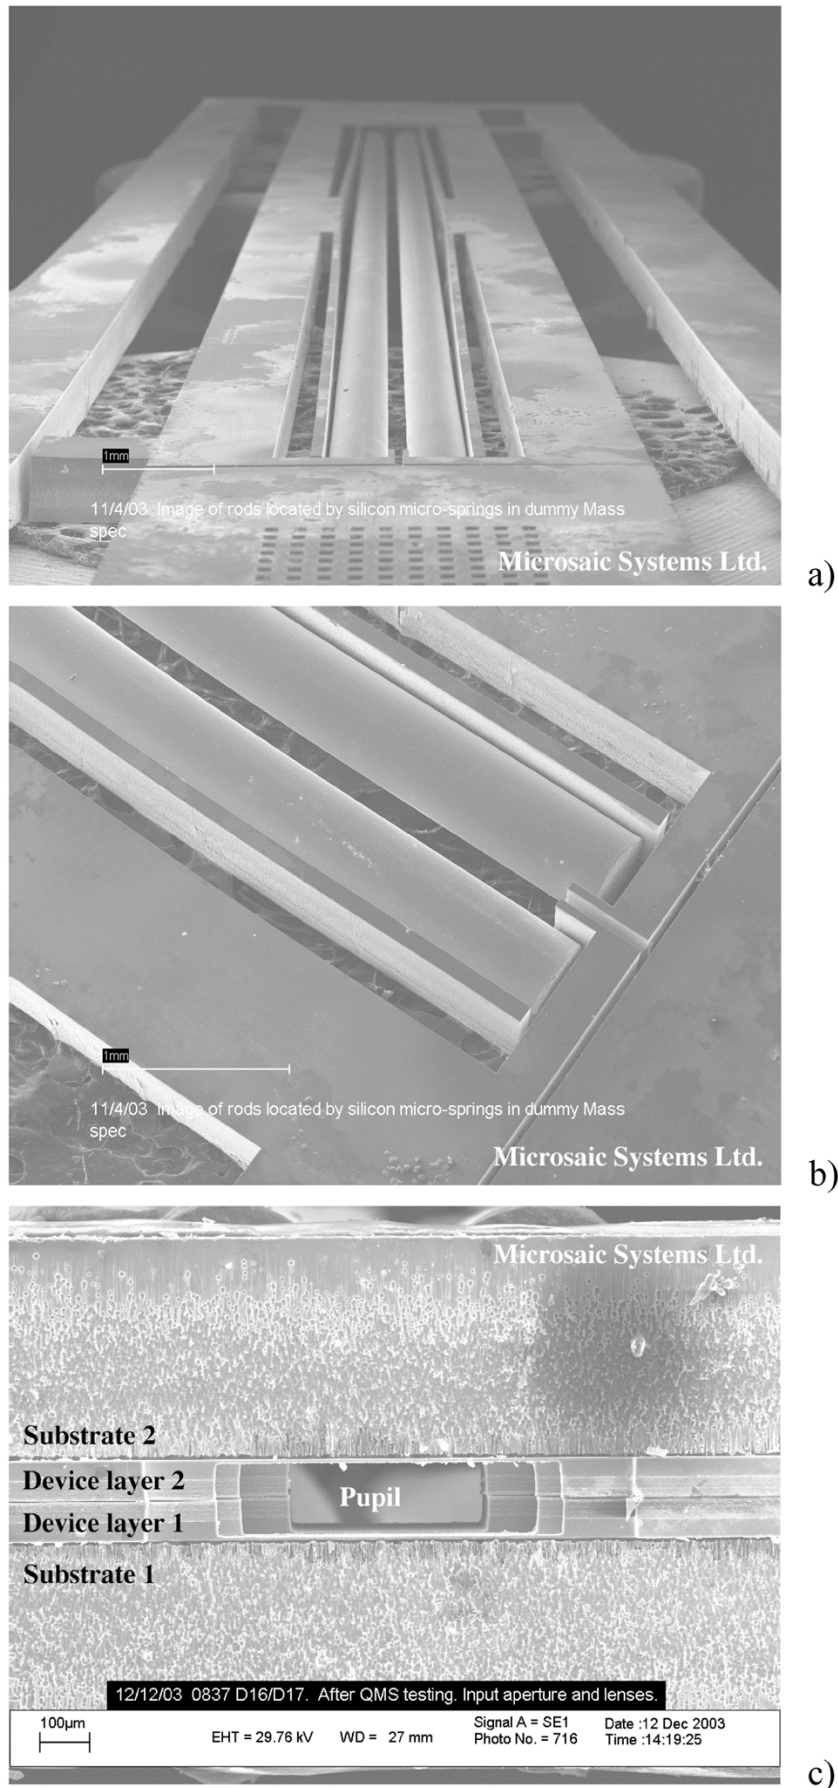 1mm
11/4/03 Image of rods located by silicon micro-springs in dummy Mass
spec
Microsaic Systems Ltd.
a)
1mm
11/4/03 Image of rods located by silicon micro-springs in dummy Mass
spec
Microsaic Systems Ltd.
b)
Microsaic Systems Ltd.
Substrate 2
Device layer 2
Pupil
Device layer 1
Substrate 1
12/12/03 0837 D16/D17. After QMS testing. Input aperture and lenses.
100µm
EHT = 29.76 kV WD = 27 mm
Signal A = SE1 Date :12 Dec 2003
Photo No. = 716 Time :14:19:25
c)